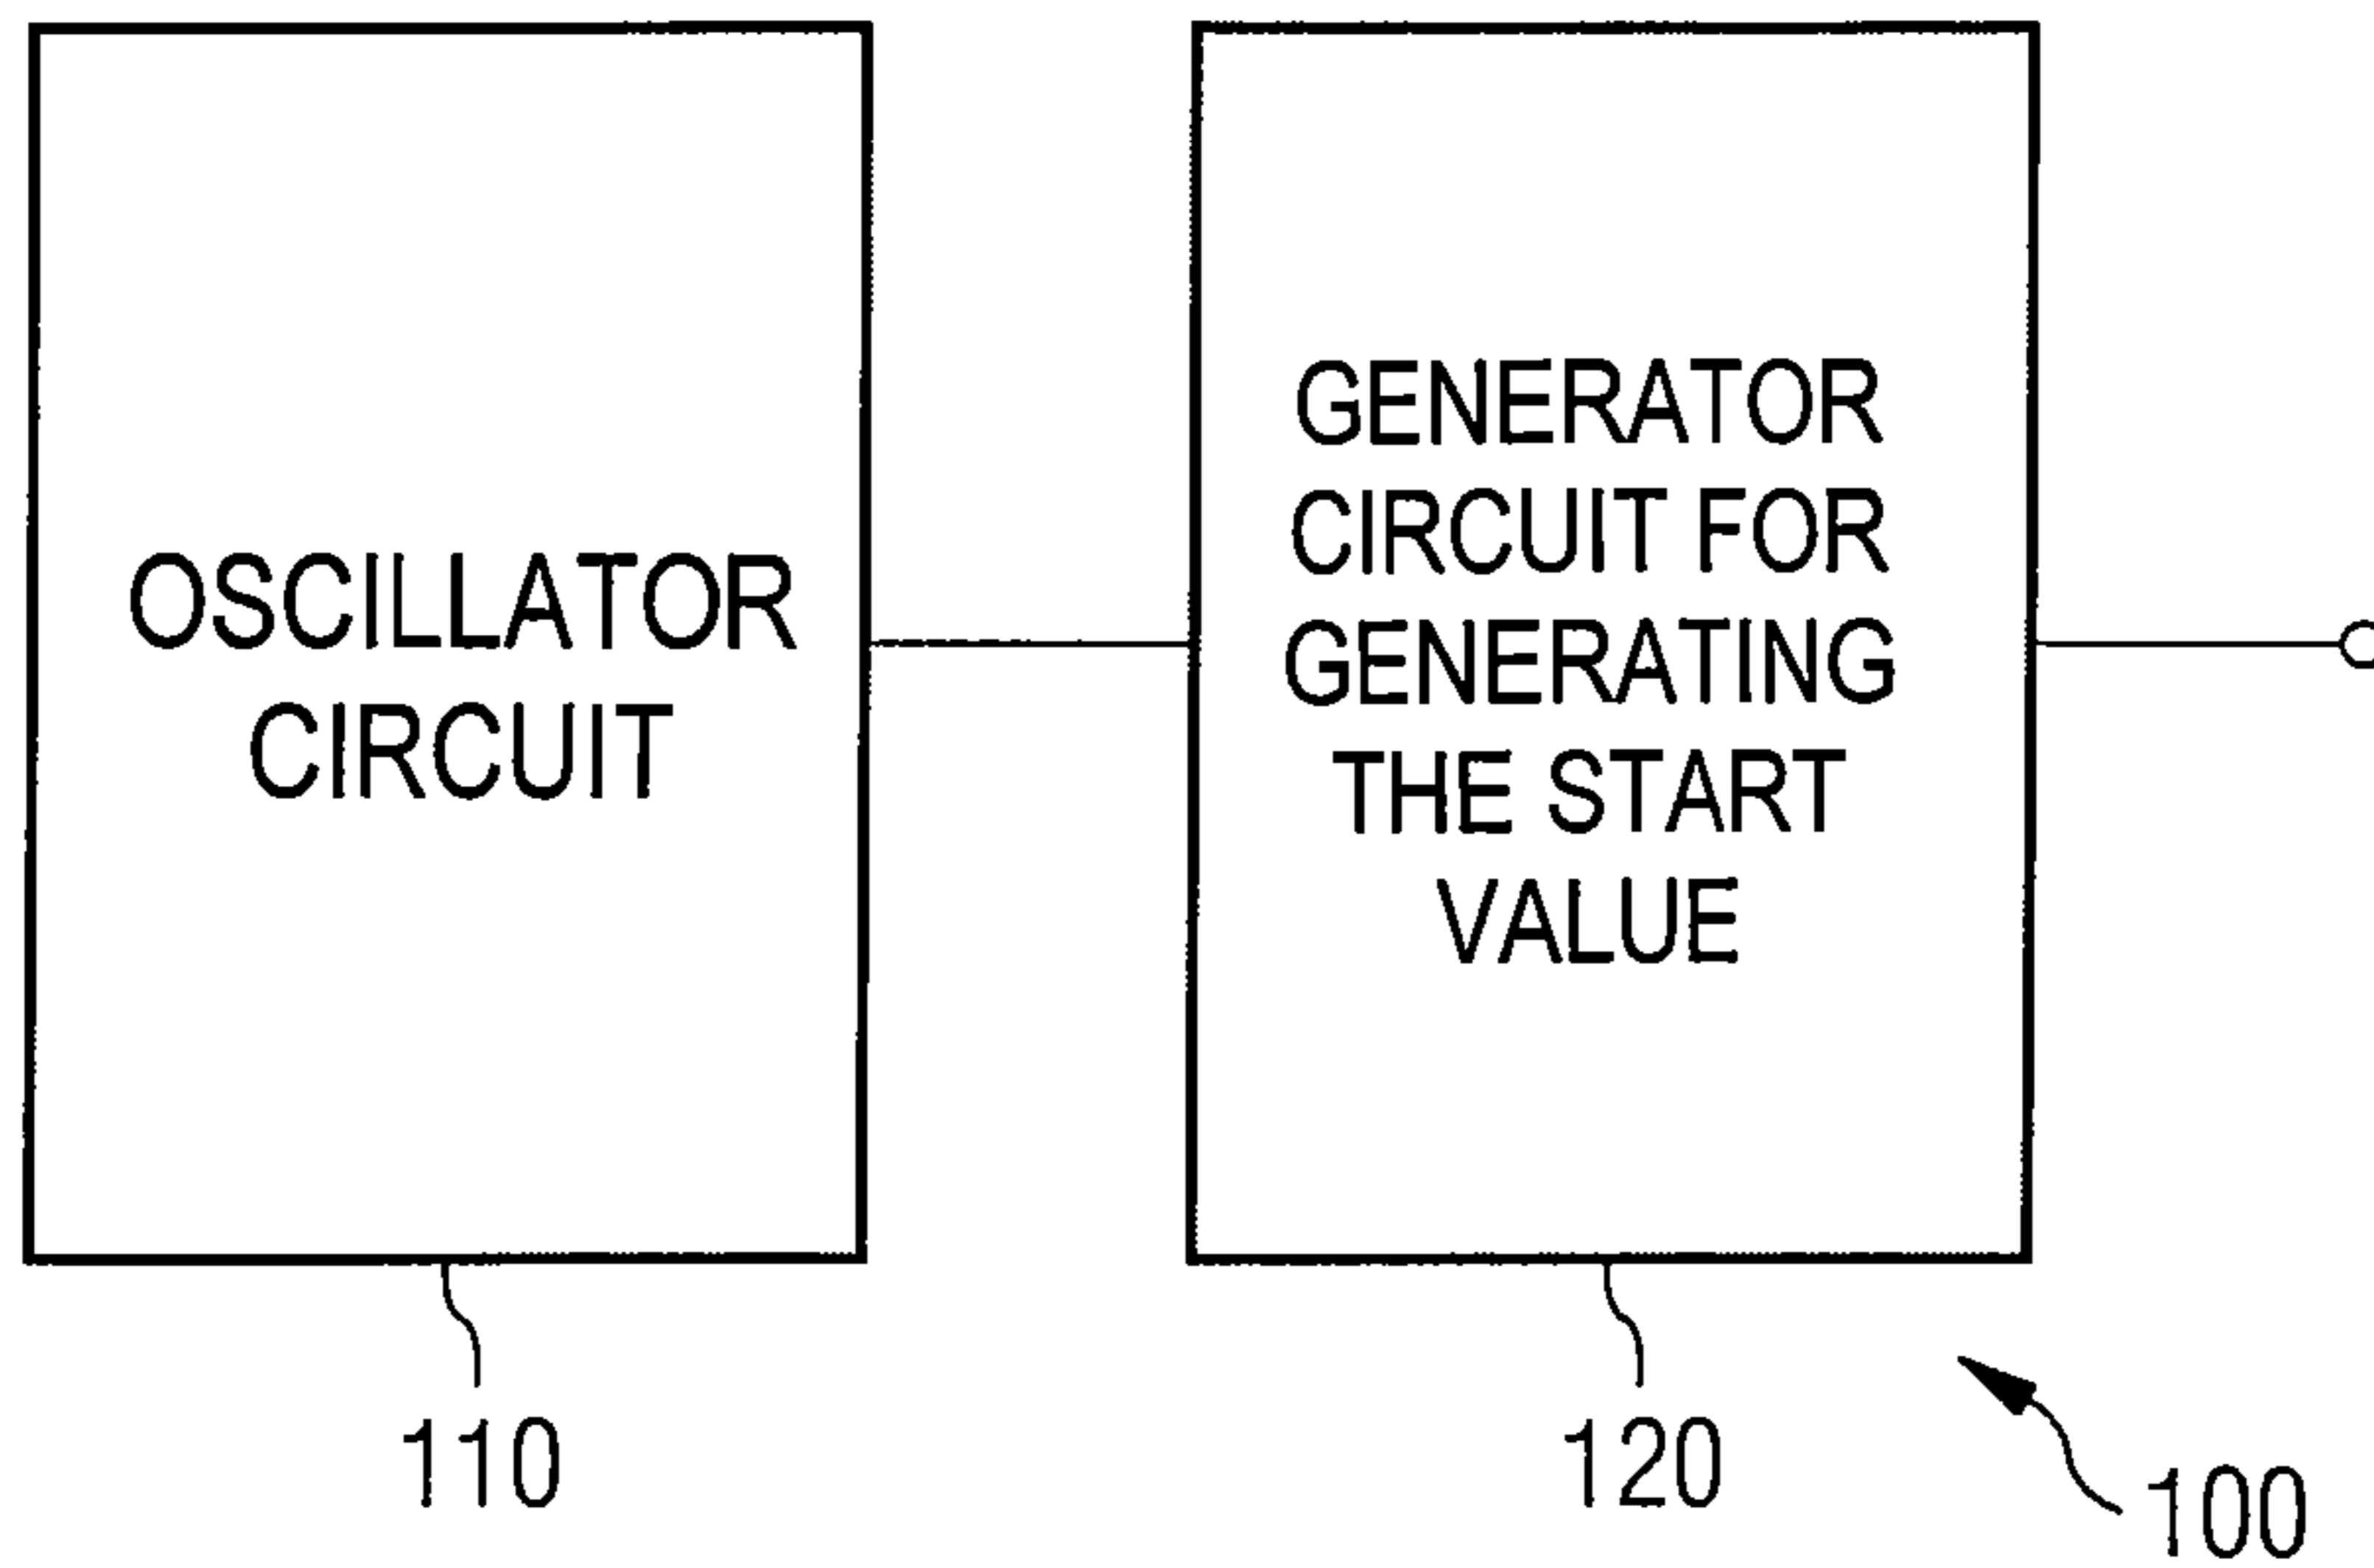 OSCILLATOR
CIRCUIT
GENERATOR
CIRCUIT FOR
GENERATING
THE START
VALUE
110
120
100